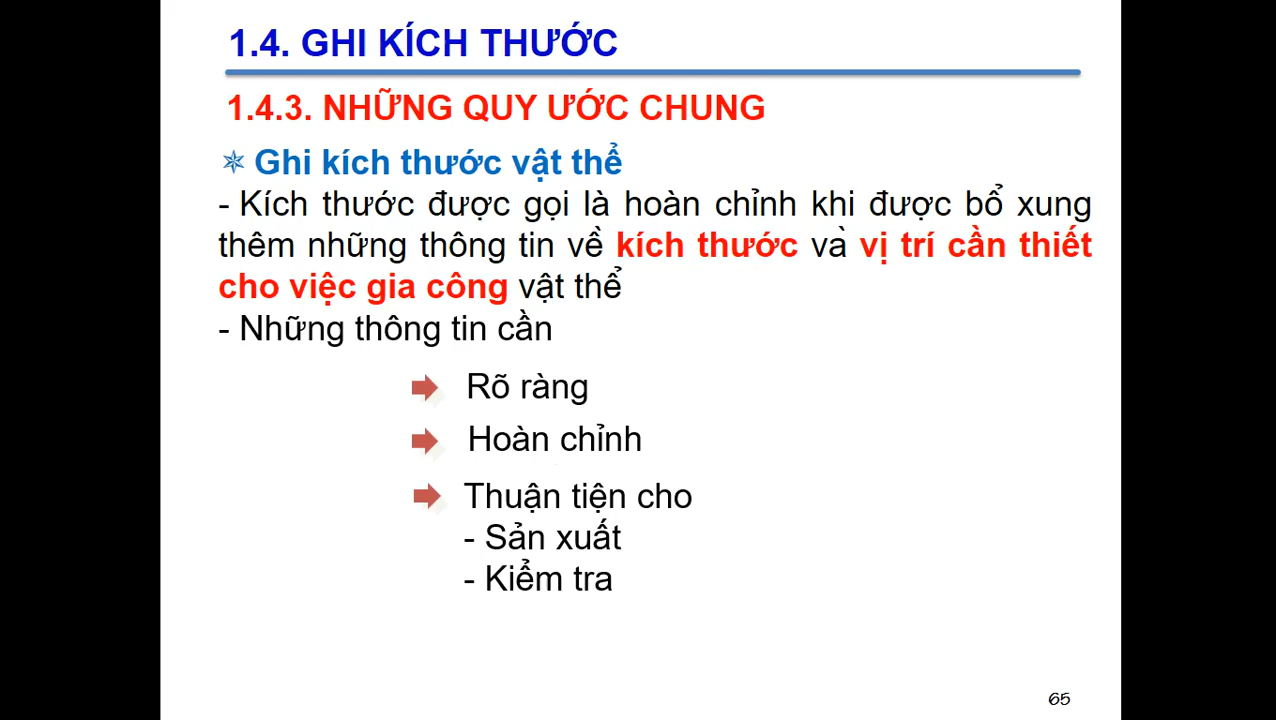 1.4. GHI KÍCH THƯỚC
1.4.3. NHỮNG QUY ƯỚC CHUNG
Ghi kích thước vật thể
- Kích thước được gọi là hoàn chỉnh khi được bổ xung
thêm những thông tin về kích thước và vị trí cần thiết
cho việc gia công vật thể
- Những thông tin cần
Rõ ràng
Hoàn chỉnh
Thuận tiện cho
- Sản xuất
- Kiểm tra
65